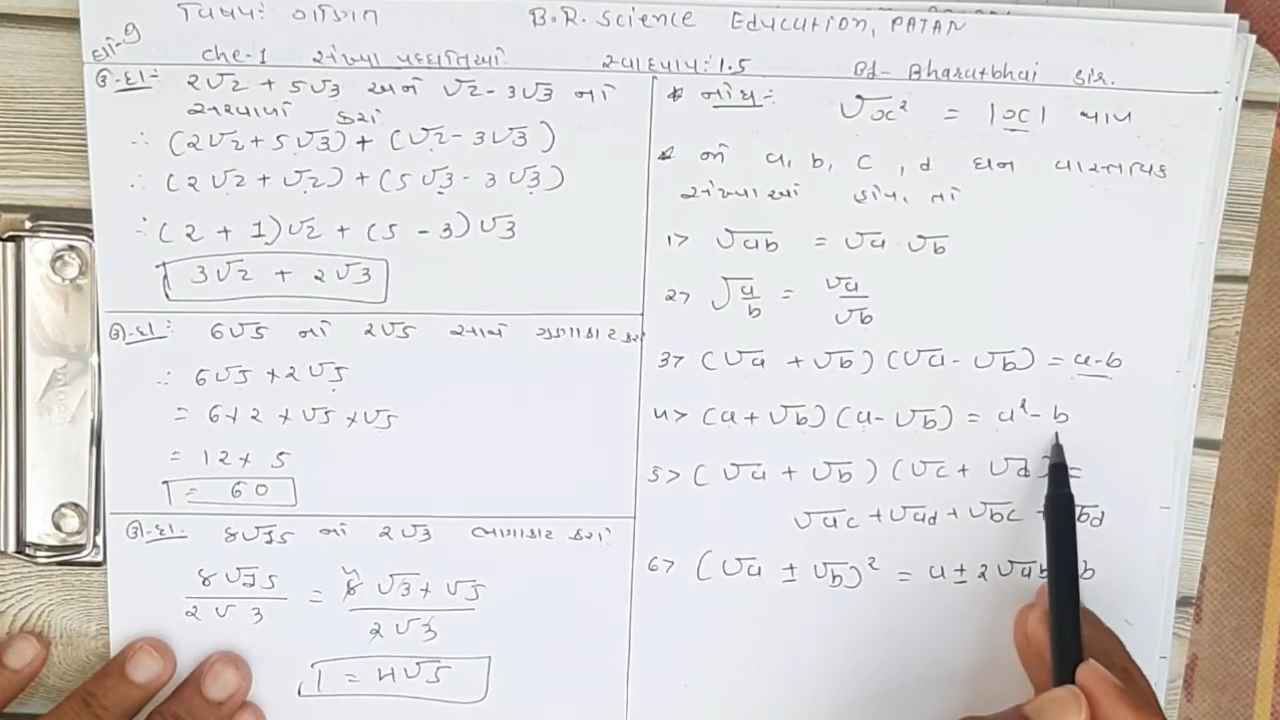 વિષય: ગણિત B.R. Science Education, PATAN
ધો-9 Che-1 સંખ્યા પદ્ધતિઓ સ્વાધ્યાય: 1.5 By- Bharatbhai Sir.
ઉ-દા: 2√2 + 5√3 અને √2 - 3√3 નો
સરવાળો કરો
∴ (2√2 + 5√3) + (√2 - 3√3)
∴ (2√2 + √2) + (5√3 - 3√3)
∴ (2 + 1)√2 + (5 - 3)√3
3√2 + 2√3
ઉ-દા: 6√5 નો 2√5 સાથે ગુણાકાર કરો
∴ 6√5 × 2√5
= 6 × 2 × √5 × √5
= 12 × 5
= 60
ઉ-દા. 8√15 નો 2√3 ભાગાકાર કરો:
8√15 / 2√3 = 8 √3 × √5 / 2√3
= 4√5
* નોંધ:- √x² = |x| થાય
* જો a, b, c, d ધન વાસ્તવિક
સંખ્યાઓ હોય, તો
1> √ab = √a √b
2> √a/b = √a/√b
3> (√a + √b) (√a - √b) = a-b
4> (a + √b) (a - √b) = a² - b
5> (√a + √b) (√c + √d) =
√ac + √ad + √bc + √bd
6> (√a ± √b)² = a ± 2√ab b